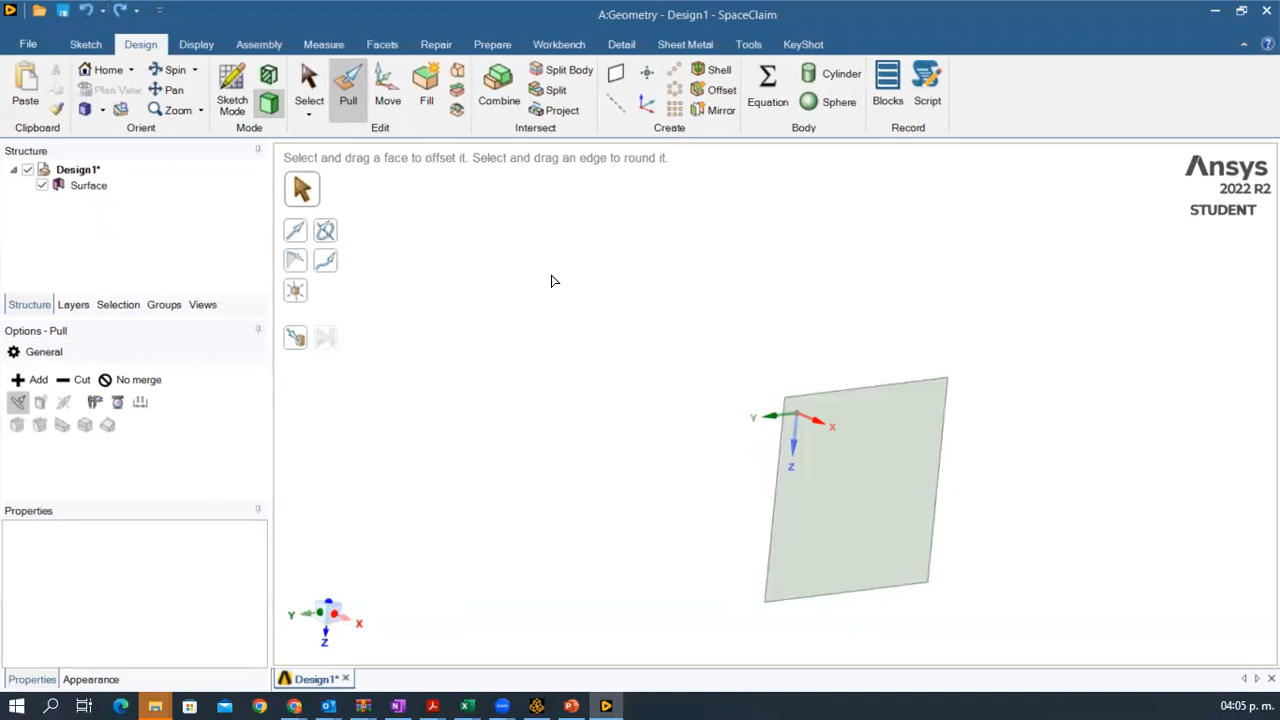 A:Geometry - Design1 - SpaceClaim
File Sketch Design Display Assembly Measure Facets Repair Prepare Workbench Detail Sheet Metal Tools KeyShot
Paste
Clipboard
Home Spin
Plan View Pan
Zoom
Orient
Sketch Mode
Mode
Select Pull Move Fill
Edit
Combine
Split Body
Split
Project
Intersect
Shell
Offset
Mirror
Create
Equation
Cylinder
Sphere
Body
Blocks Script
Record
Structure
Design1*
Surface
Structure Layers Selection Groups Views
Options - Pull
General
Add Cut No merge
Properties
Properties Appearance
Select and drag a face to offset it. Select and drag an edge to round it.
Ansys
2022 R2
STUDENT
Y
X
Z
Y
X
Z
Design1*
04:05 p. m.